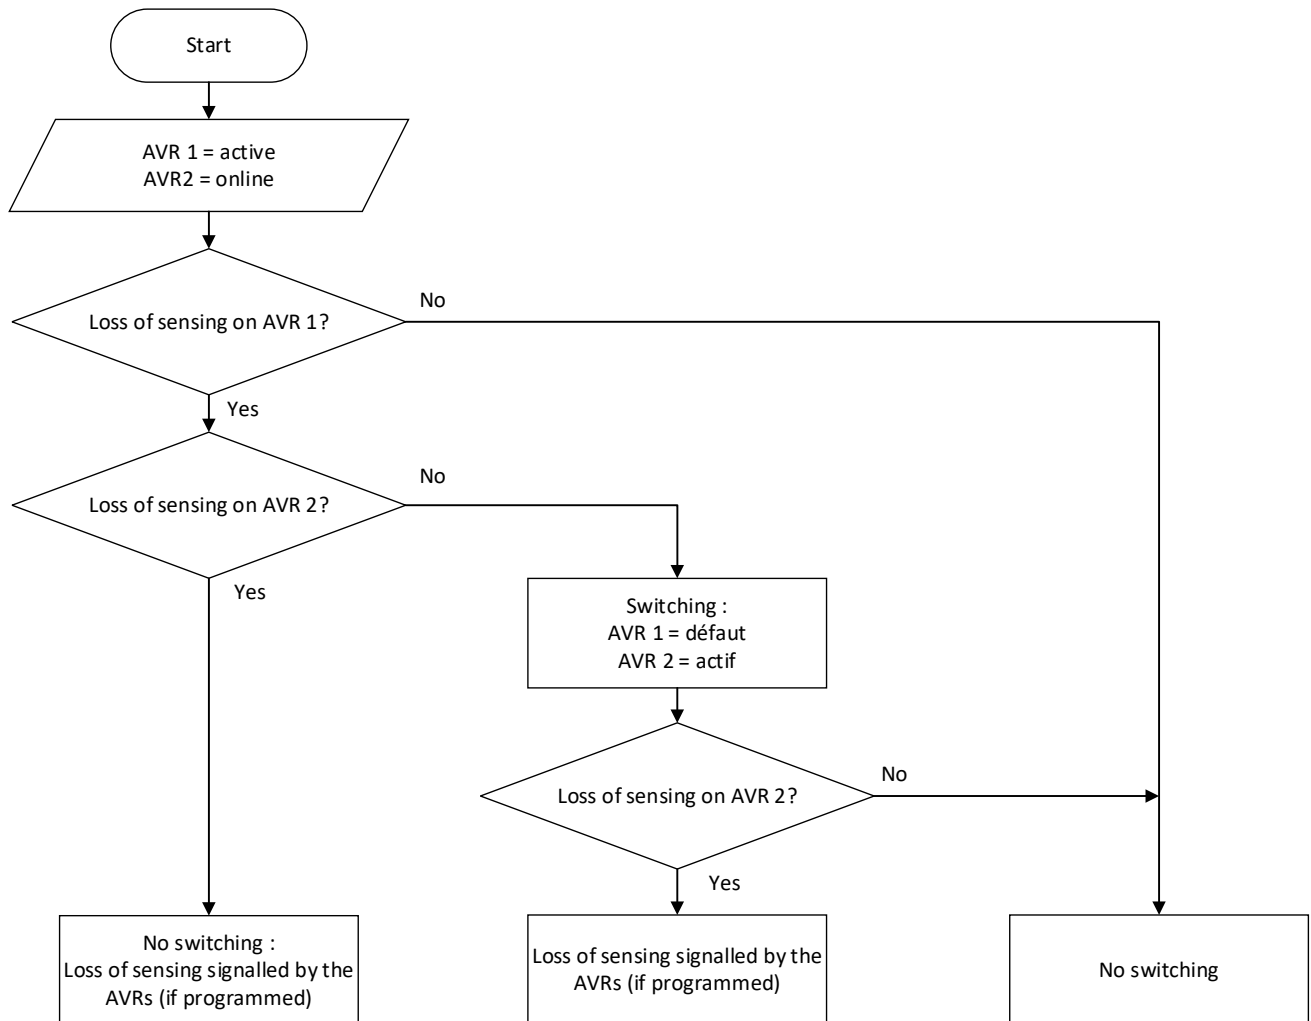 Start
AVR 1 = active
AVR2 = online
Loss of sensing on AVR 1?
No
Yes
Loss of sensing on AVR 2?
No
Yes
Switching :
AVR 1 = défaut
AVR 2 = actif
Loss of sensing on AVR 2?
No
Yes
No switching :
Loss of sensing signalled by the
AVRs (if programmed)
Loss of sensing signalled by the
AVRs (if programmed)
No switching